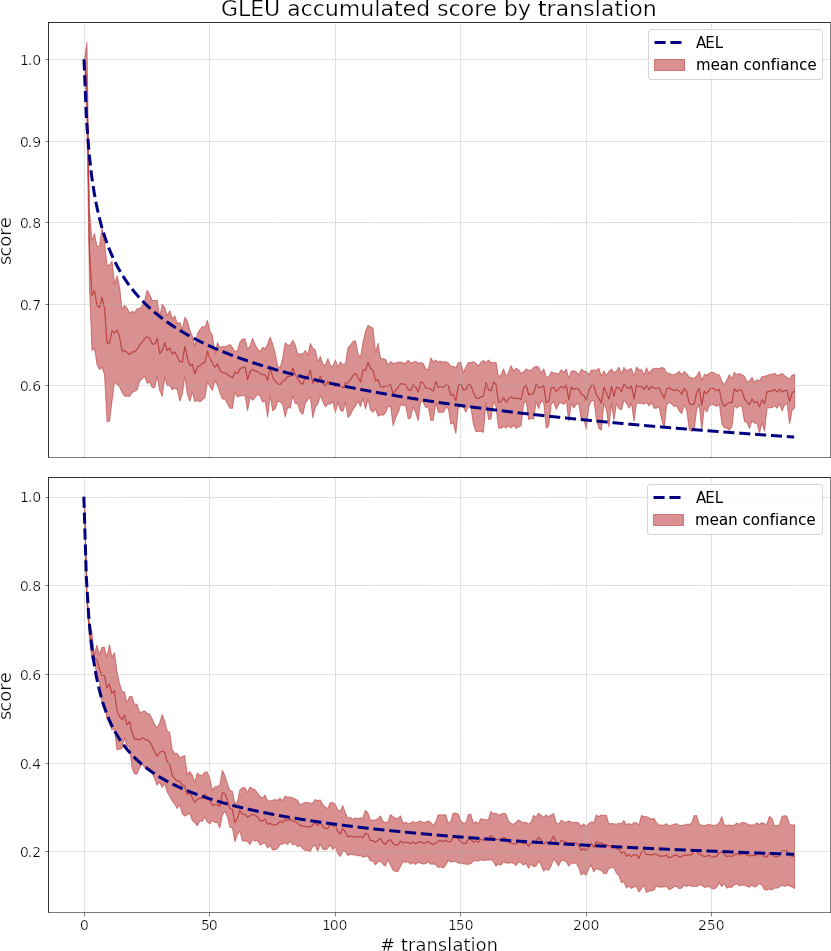 GLEU accumulated score by translation
AEL
mean confiance
1.0
0.9
0.8
0.7
0.6
score
AEL
mean confiance
1.0
0.8
0.6
0.4
0.2
score
0 50 100 150 200 250
# translation